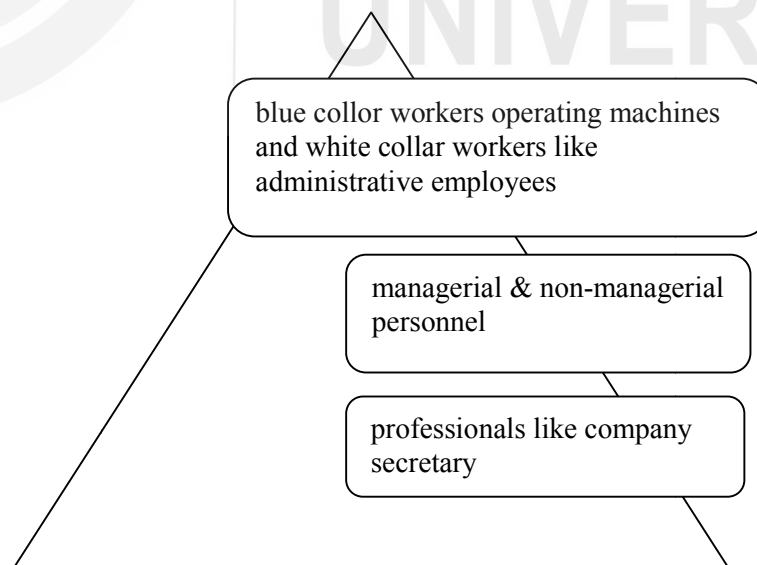 UNIVER
blue collor workers operating machines
and white collar workers like
administrative employees
managerial & non-managerial
personnel
professionals like company
secretary